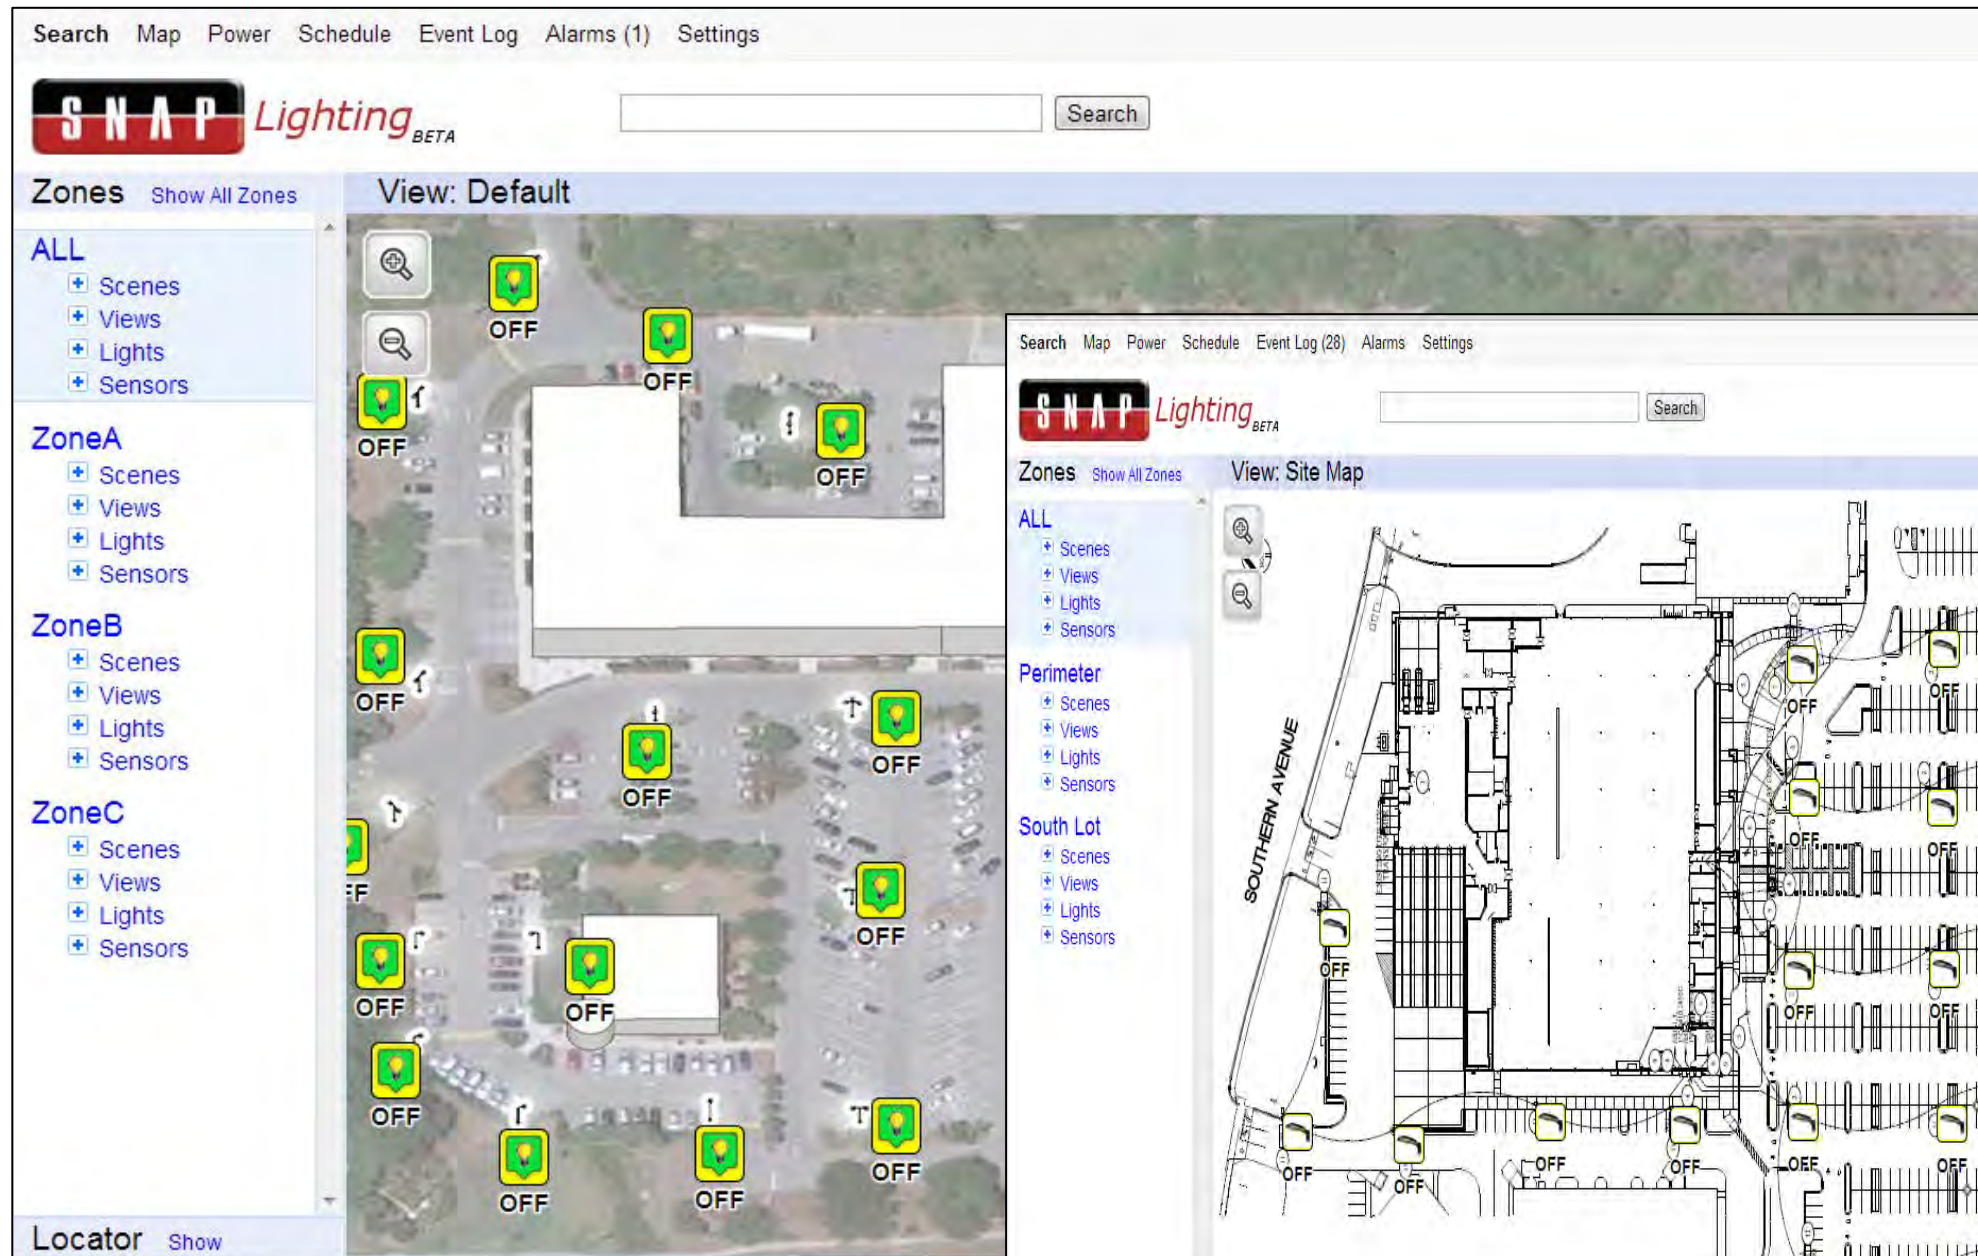 Search Map Power Schedule Event Log Alarms (1) Settings
SNAP Lighting BETA
Search
Zones Show All Zones
View: Default
ALL
Scenes
Views
Lights
Sensors
ZoneA
Scenes
Views
Lights
Sensors
ZoneB
Scenes
Views
Lights
Sensors
ZoneC
Scenes
Views
Lights
Sensors
Locator Show
OFF
OFF
OFF
OFF
OFF
OFF
OFF
FF
OFF
OFF
OFF
OFF
OFF
OFF
OFF
Search Map Power Schedule Event Log (28) Alarms Settings
SNAP Lighting BETA
Search
Zones Show All Zones
View: Site Map
ALL
Scenes
Views
Lights
Sensors
Perimeter
Scenes
Views
Lights
Sensors
South Lot
Scenes
Views
Lights
Sensors
SOUTHERN AVENUE
OFF
OFF
OFF
OFF
OFF
OFF
OFF
OFF
OFF
OFF
OFF
OFF
OFF